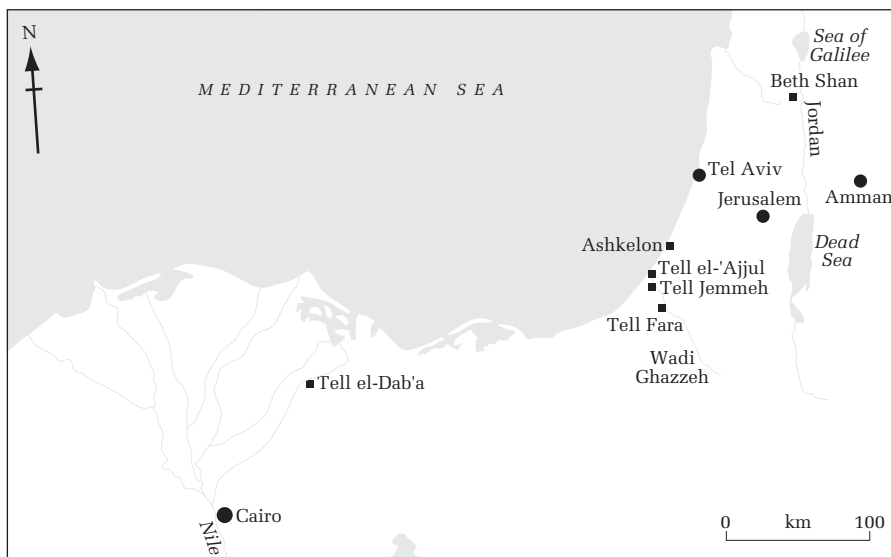 N
MEDITERRANEAN SEA
Sea of
Galilee
Beth Shan
Jordan
Tel Aviv
Jerusalem
Amman
Ashkelon
Dead
Sea
Tell el-'Ajjul
Tell Jemmeh
Tell Fara
Wadi
Ghazzeh
Tell el-Dab'a
Cairo
Nile
0 km 100